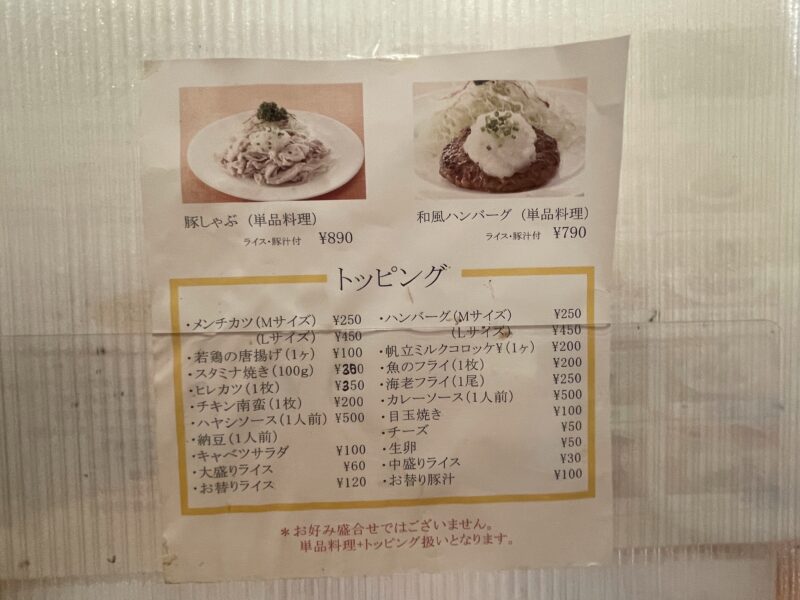 豚しゃぶ (単品料理)
ライス・豚汁付 ¥890
和風ハンバーグ (単品料理)
ライス・豚汁付 ¥790
トッピング
・メンチカツ(Mサイズ) ¥250
(Lサイズ) ¥450
・若鶏の唐揚げ(1ヶ) ¥100
・スタミナ焼き(100g)
・ヒレカツ(1枚)
・チキン南蛮(1枚) ¥200
・ハヤシソース(1人前) ¥500
・納豆(1人前)
・キャベツサラダ ¥100
・大盛りライス ¥60
・お替りライス ¥120
・ハンバーグ(Mサイズ) ¥250
(Lサイズ) ¥450
・帆立ミルクコロッケ¥(1ヶ) ¥200
・魚のフライ(1枚) ¥200
・海老フライ(1尾) ¥250
・カレーソース(1人前) ¥500
・目玉焼き ¥100
・チーズ ¥50
・生卵 ¥50
・中盛りライス ¥30
・お替り豚汁 ¥100
＊お好み盛合せではございません。
単品料理+トッピング扱いとなります。